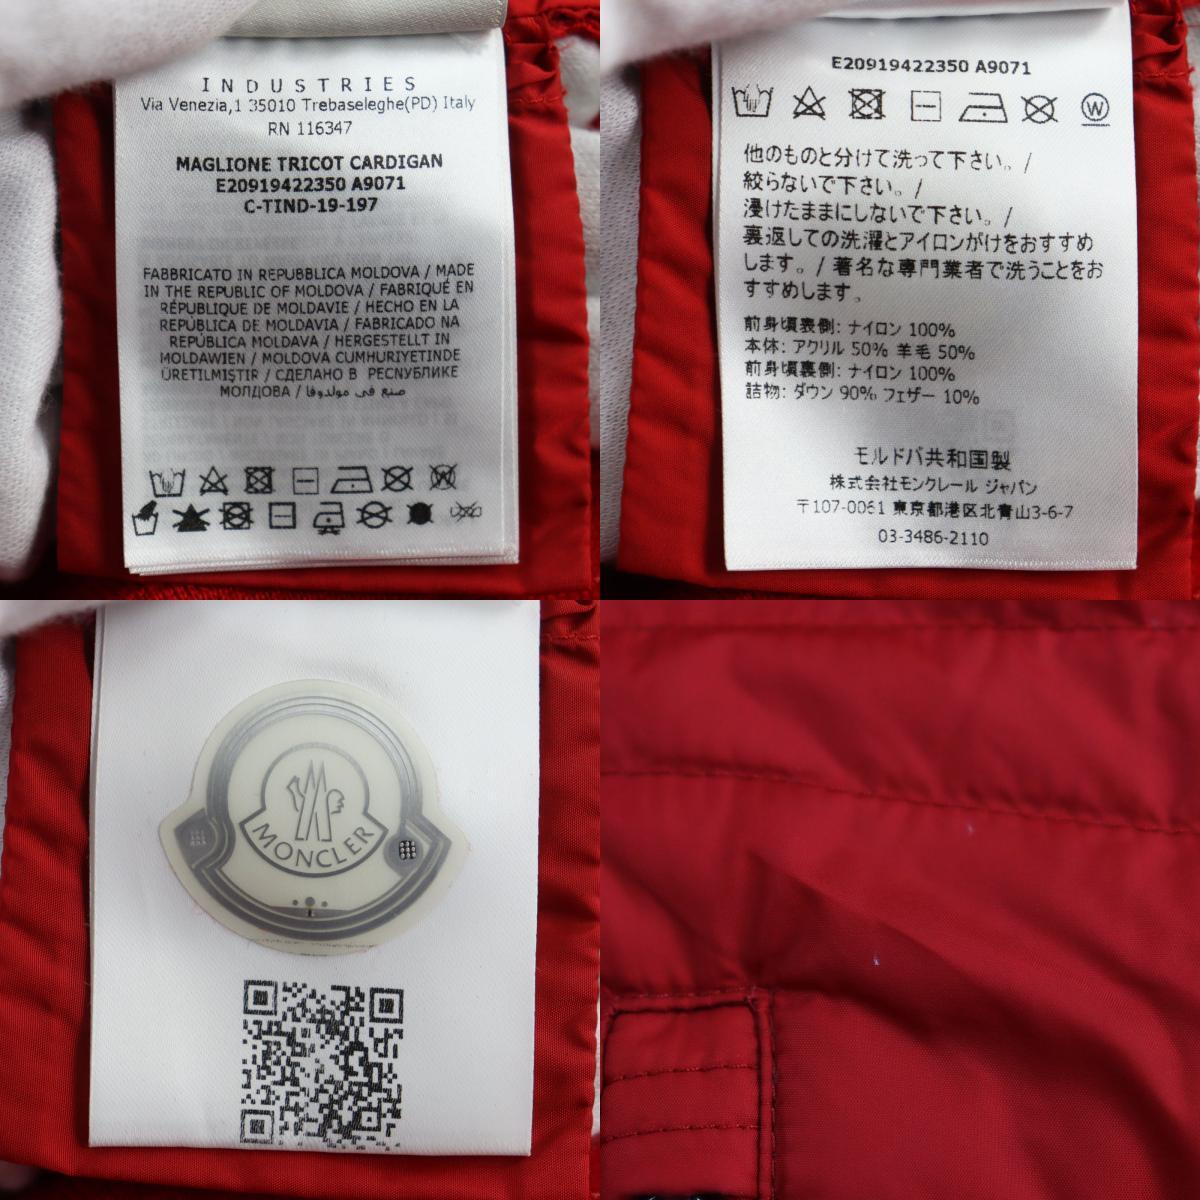 INDUSTRIES
Via Venezia,1 35010 Trebaseleghe(PD) Italy
RN 116347
MAGLIONE TRICOT CARDIGAN
E20919422350 A9071
C-TIND-19-197
FABBRICATO IN REPUBBLICA MOLDOVA / MADE
IN THE REPUBLIC OF MOLDOVA / FABRIQUÉ EN
RÉPUBLIQUE DE MOLDAVIE / HECHO EN LA
REPÚBLICA DE MOLDAVIA / FABRICADO NA
REPÚBLICA MOLDAVA / HERGESTELLT IN
MOLDAWIEN / MOLDOVA CUMHURIYETINDE
ÜRETILMIŞTIR / СДЕЛАНО В РЕСПУБЛИКЕ
МОЛДОВА / صنع في مولدوفا
W
E20919422350 A9071
W
他のものと分けて洗って下さい。/
絞らないで下さい。/
浸けたままにしないで下さい。/
裏返しての洗濯とアイロンがけをおすすめ
します。/ 著名な専門業者で洗うことをお
すすめします。
前身頃表側: ナイロン 100%
本体: アクリル 50% 羊毛 50%
前身頃裏側: ナイロン 100%
詰物: ダウン 90% フェザー 10%
モルドバ共和国製
株式会社モンクレール ジャパン
〒107-0061 東京都港区北青山3-6-7
03-3486-2110
MONCLER